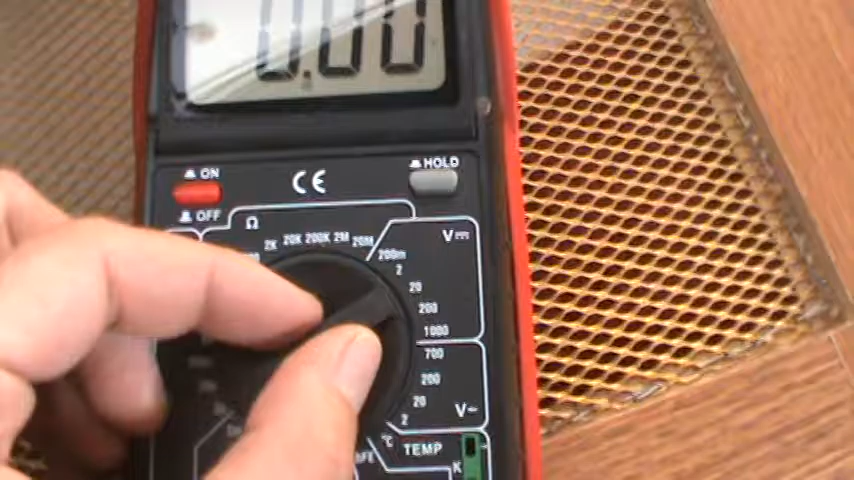 0.00
ON
HOLD
CE
OFF
Ω
2K 20K 200K 2M 20M
V
200m
2
20
200
1000
700
200
20
2
V
°C
TEMP
hFE
K